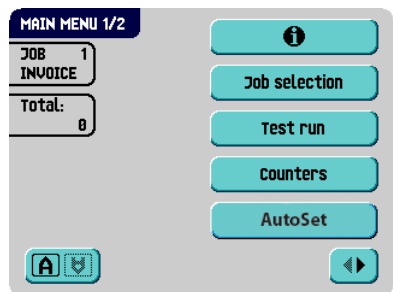 MAIN MENU 1/2
JOB 1
INVOICE
Total:
0
Job selection
Test run
Counters
AutoSet
A